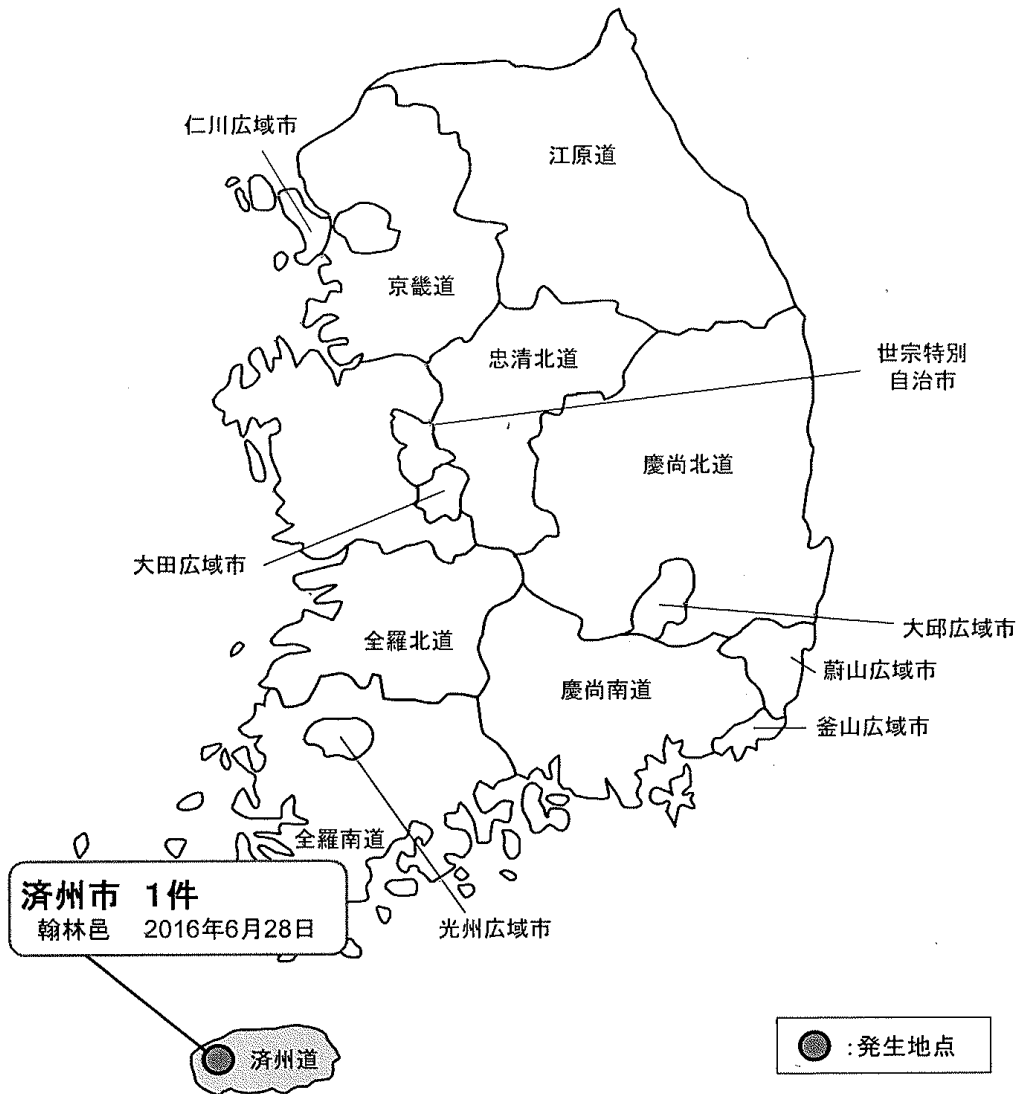 仁川広域市
江原道
京畿道
忠清北道
世宗特別
自治市
慶尚北道
大田広域市
大邱広域市
全羅北道
蔚山広域市
慶尚南道
釜山広域市
全羅南道
済州市 1件
翰林邑 2016年6月28日
光州広域市
済州道
:発生地点